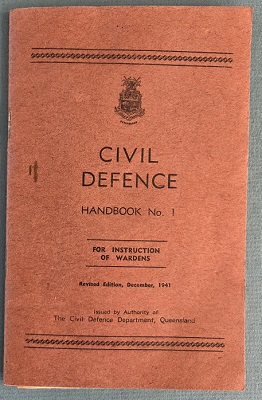 CIVIL
DEFENCE
HANDBOOK No. 1
FOR INSTRUCTION
OF WARDENS
Revised Edition, December, 1941
Issued by Authority of
The Civil Defence Department, Queensland